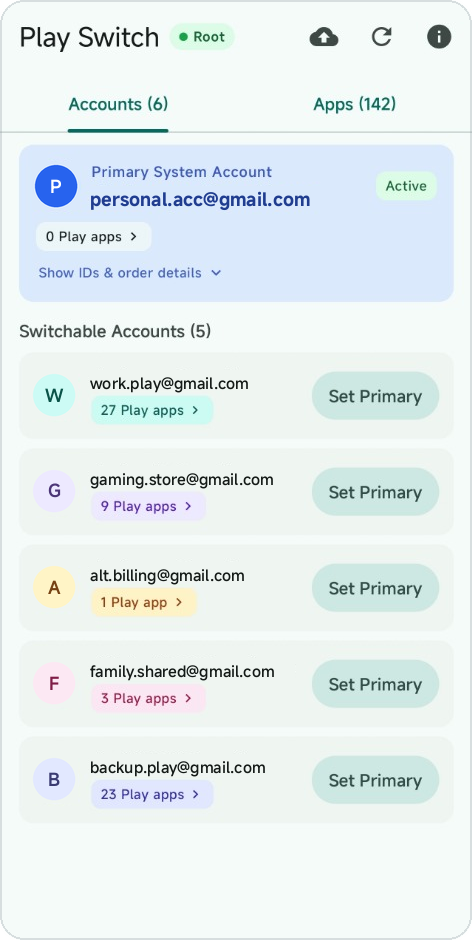 Play Switch
Root
Accounts (6)
Apps (142)
P
Primary System Account
personal.acc@gmail.com
Active
0 Play apps
Show IDs & order details
Switchable Accounts (5)
W
work.play@gmail.com
27 Play apps
Set Primary
G
gaming.store@gmail.com
9 Play apps
Set Primary
A
alt.billing@gmail.com
1 Play app
Set Primary
F
family.shared@gmail.com
3 Play apps
Set Primary
B
backup.play@gmail.com
23 Play apps
Set Primary